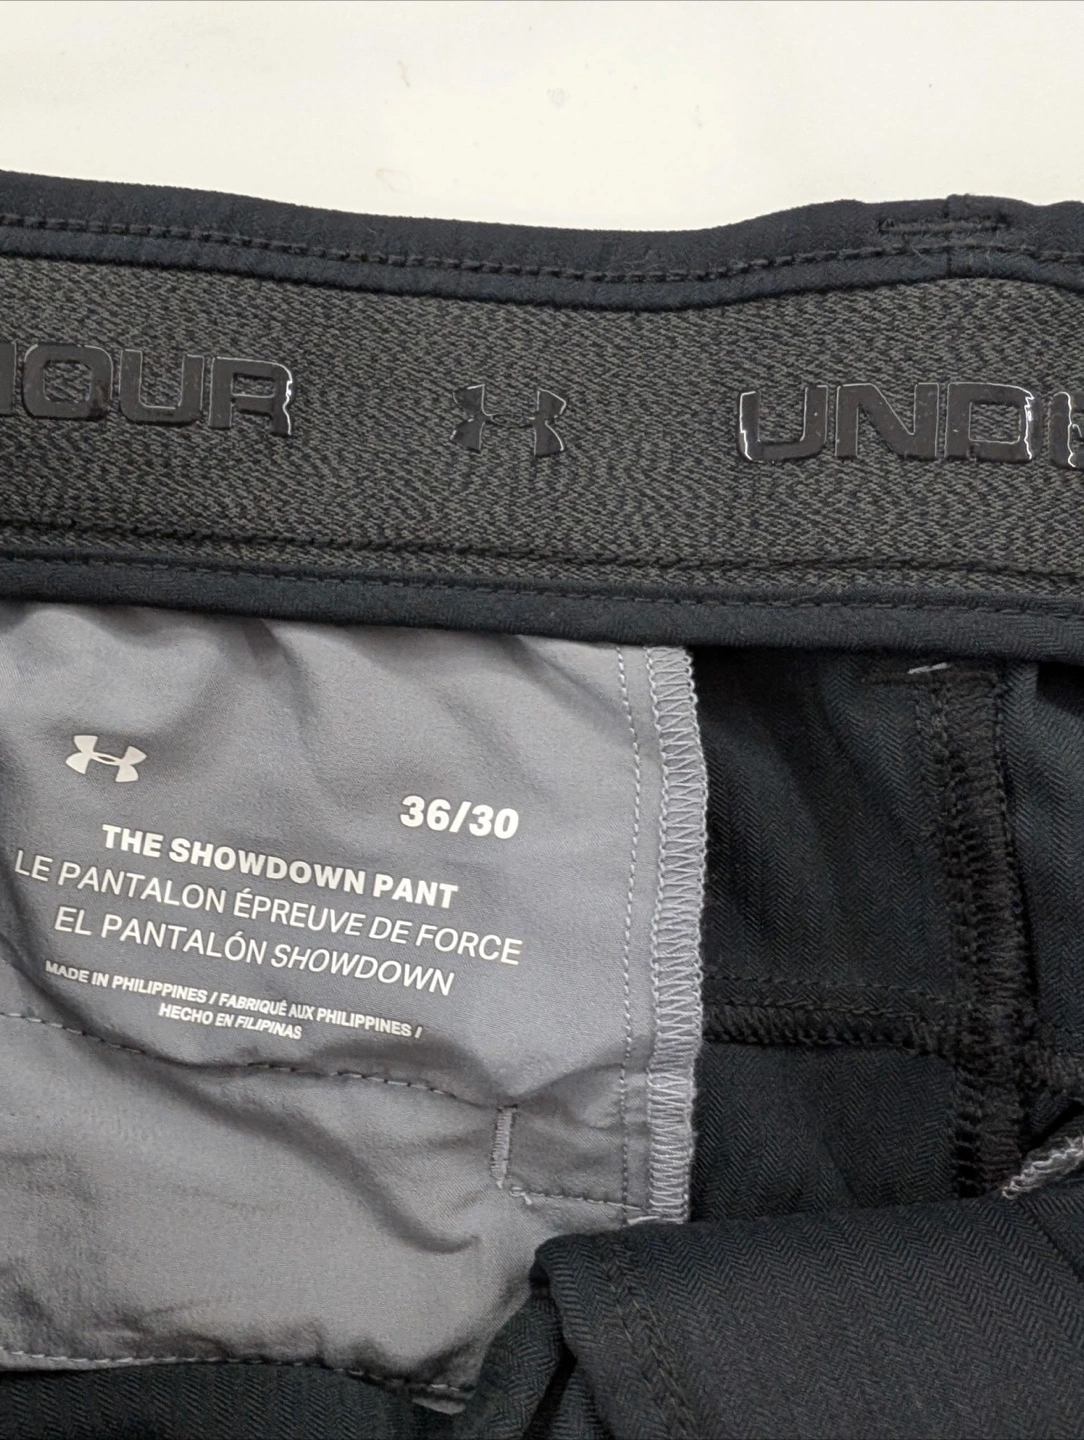 OUR UND
36/30
THE SHOWDOWN PANT
LE PANTALON ÉPREUVE DE FORCE
EL PANTALÓN SHOWDOWN
MADE IN PHILIPPINES / FABRIQUÉ AUX PHILIPPINES /
HECHO EN FILIPINAS